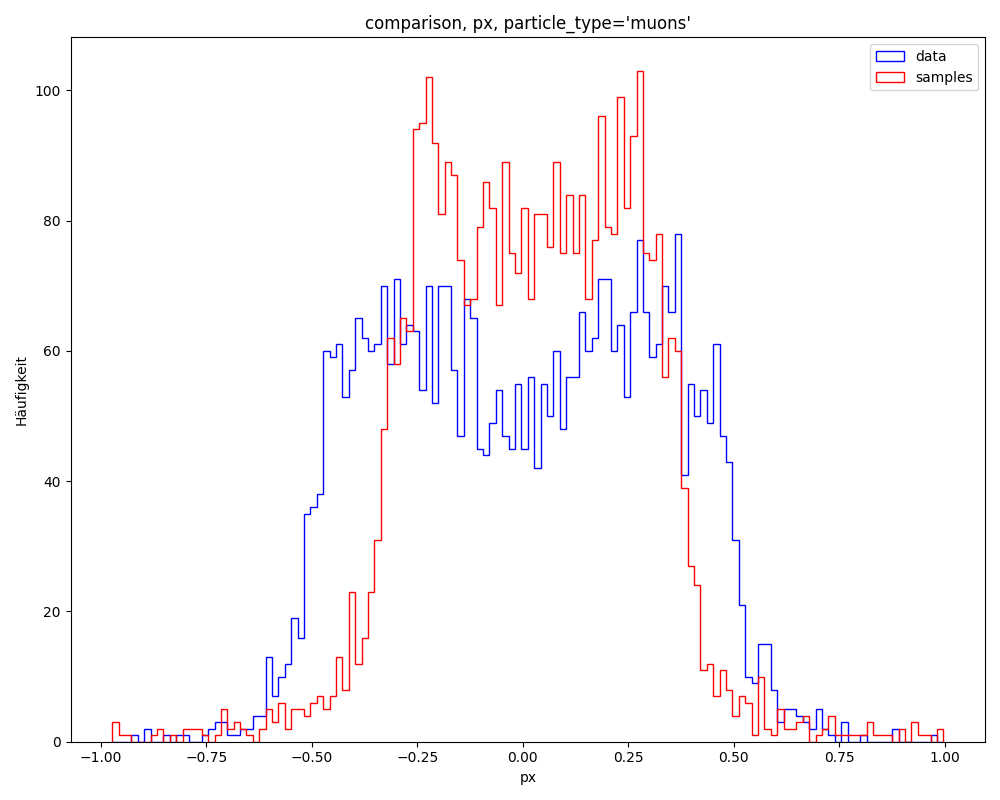 comparison, px, particle_type='muons'
data
samples
100
80
60
40
20
0
Häufigkeit
−1.00 −0.75 −0.50 −0.25 0.00 0.25 0.50 0.75 1.00
px